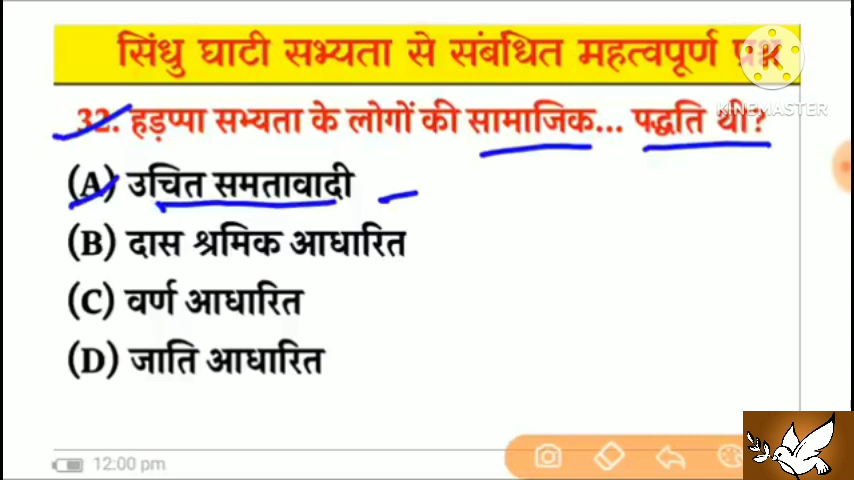 सिंधु घाटी सभ्यता से संबंधित महत्वपूर्ण प्रश्न
KINEMASTER
32. हड़प्पा सभ्यता के लोगों की सामाजिक... पद्धति थी?
(A) उचित समतावादी
(B) दास श्रमिक आधारित
(C) वर्ण आधारित
(D) जाति आधारित
12:00 pm